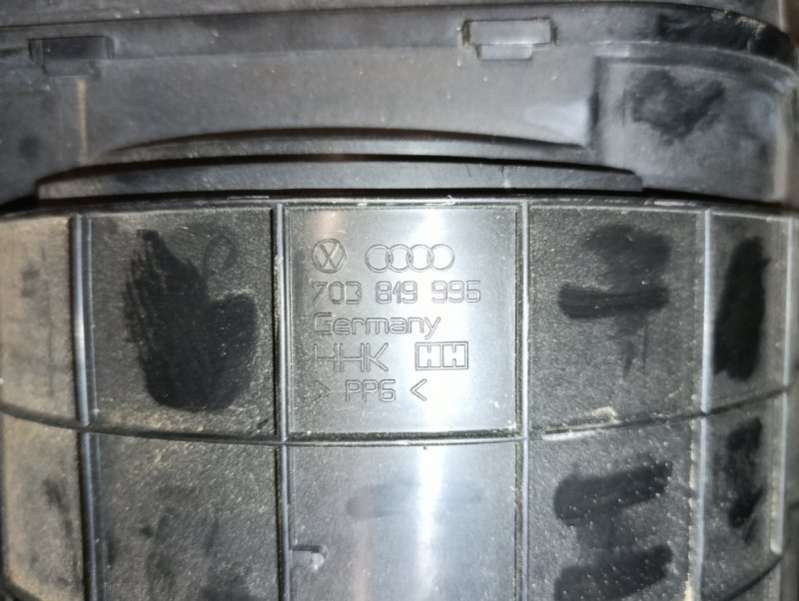 703 819 995
Germany
HHK HH
> PP6 <